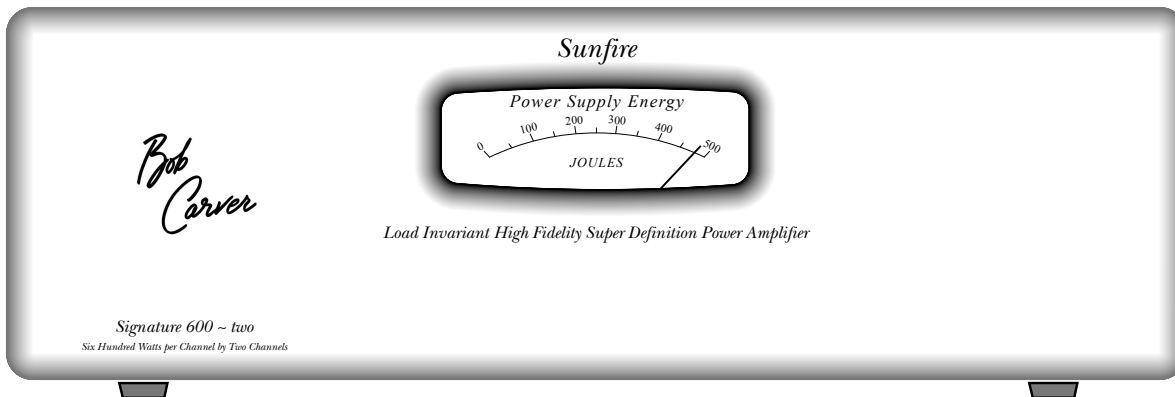 Sunfire
Power Supply Energy
0 100 200 300 400 500
JOULES
Bob
Carver
Load Invariant High Fidelity Super Definition Power Amplifier
Signature 600 ~ two
Six Hundred Watts per Channel by Two Channels